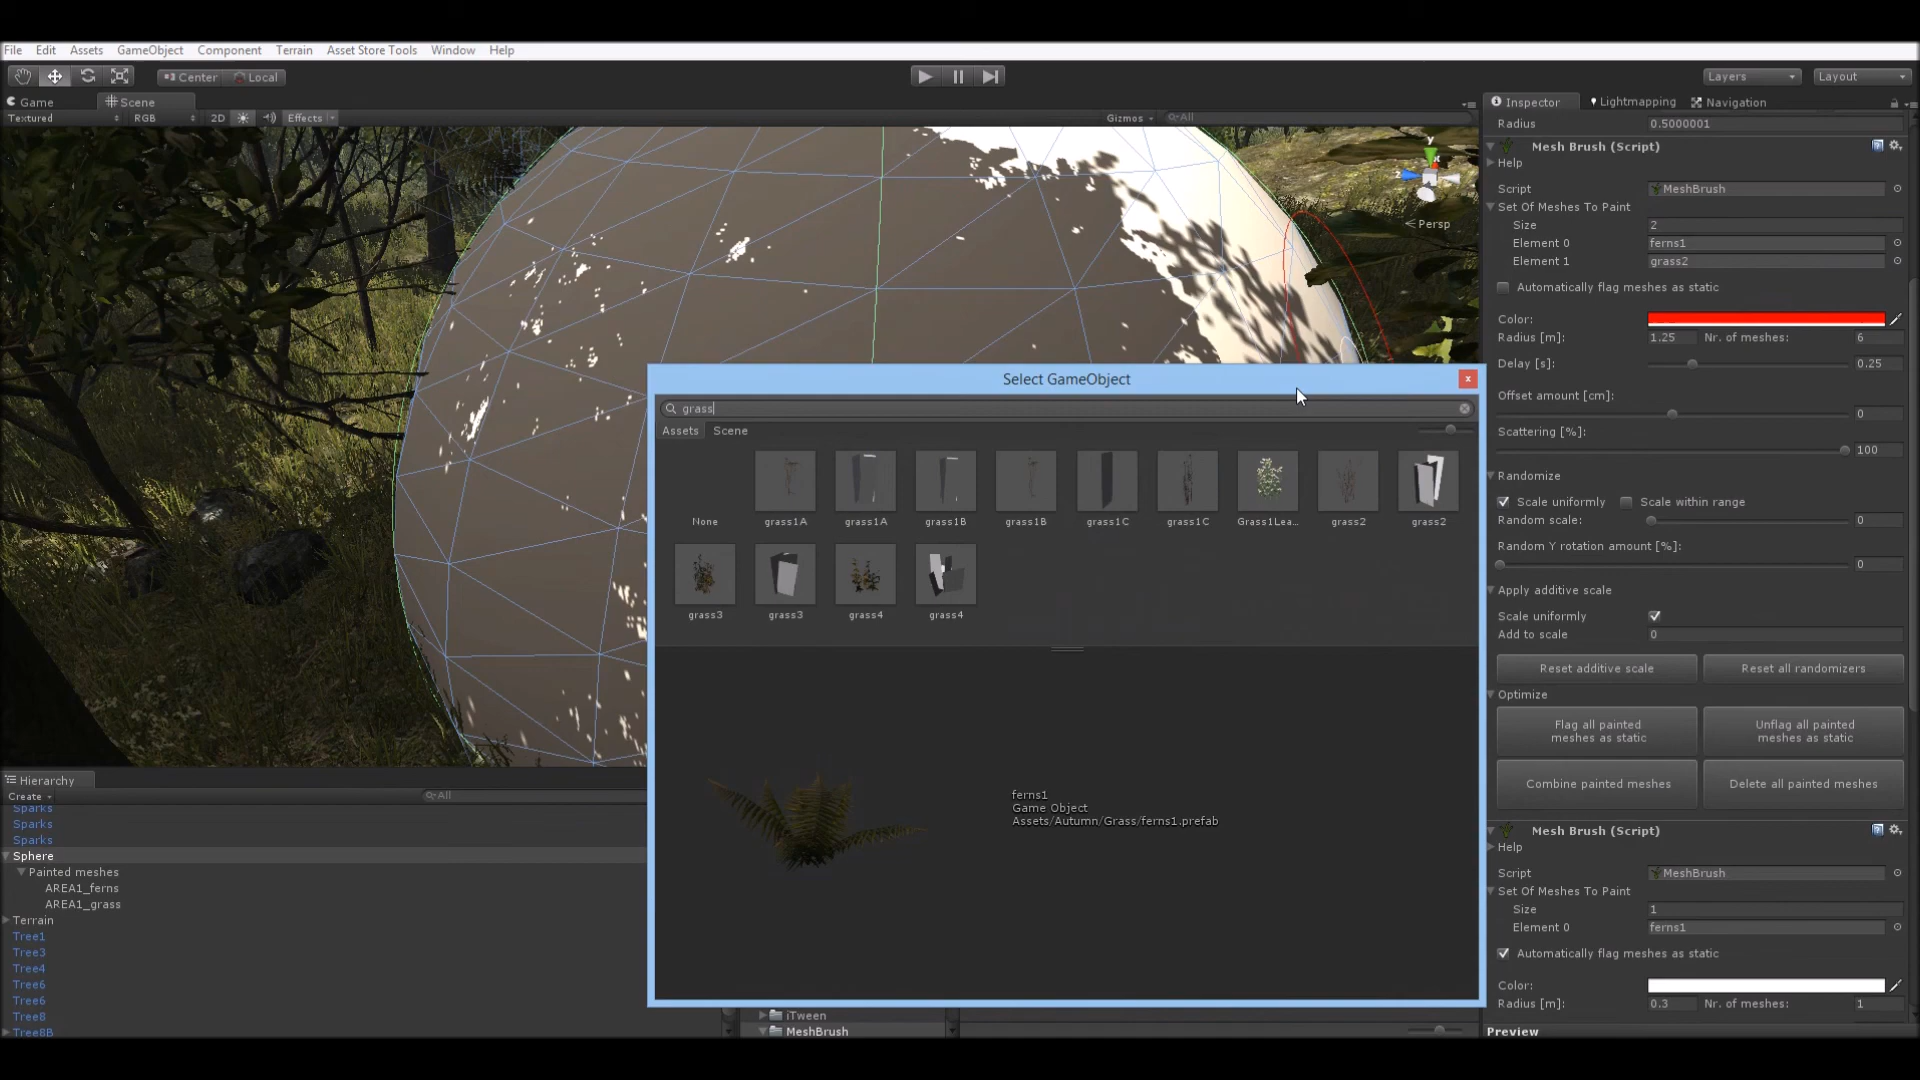 File Edit Assets GameObject Component Terrain Asset Store Tools Window Help
Center Local Layers Layout
Game Scene
Textured RGB 2D Effects Gizmos All
Persp
Inspector Lightmapping Navigation
Radius 0.5000001
Mesh Brush (Script)
Help
Script MeshBrush
Set Of Meshes To Paint
Size 2
Element 0 ferns1
Element 1 grass2
Automatically flag meshes as static
Color:
Radius [m]: 1.25 Nr. of meshes: 6
Delay [s]: 0.25
Offset amount [cm]:
0
Scattering [%]:
100
Randomize
Scale uniformly Scale within range
Random scale: 0
Random Y rotation amount [%]:
0
Apply additive scale
Scale uniformly
Add to scale 0
Reset additive scale Reset all randomizers
Optimize
Flag all painted
meshes as static
Unflag all painted
meshes as static
Combine painted meshes Delete all painted meshes
Mesh Brush (Script)
Help
Script MeshBrush
Set Of Meshes To Paint
Size 1
Element 0 ferns1
Automatically flag meshes as static
Color:
Radius [m]: 0.3 Nr. of meshes: 1
Preview
Select GameObject
grass
Assets Scene
None grass1A grass1A grass1B grass1B grass1C grass1C Grass1Lea... grass2 grass2
grass3 grass3 grass4 grass4
ferns1
Game Object
Assets/Autumn/Grass/ferns1.prefab
Hierarchy
Create All
Sparks
Sparks
Sparks
Sphere
Painted meshes
AREA1_ferns
AREA1_grass
Terrain
Tree1
Tree3
Tree4
Tree6
Tree6
Tree8
Tree8B
iTween
MeshBrush